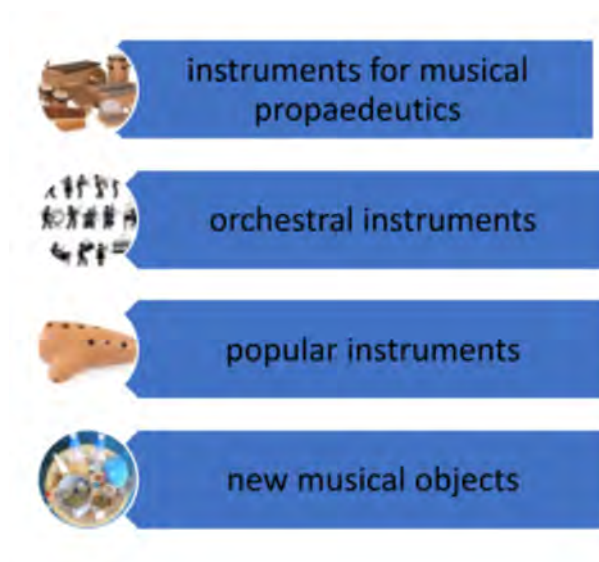 instruments for musical
propaedeutics
orchestral instruments
popular instruments
new musical objects